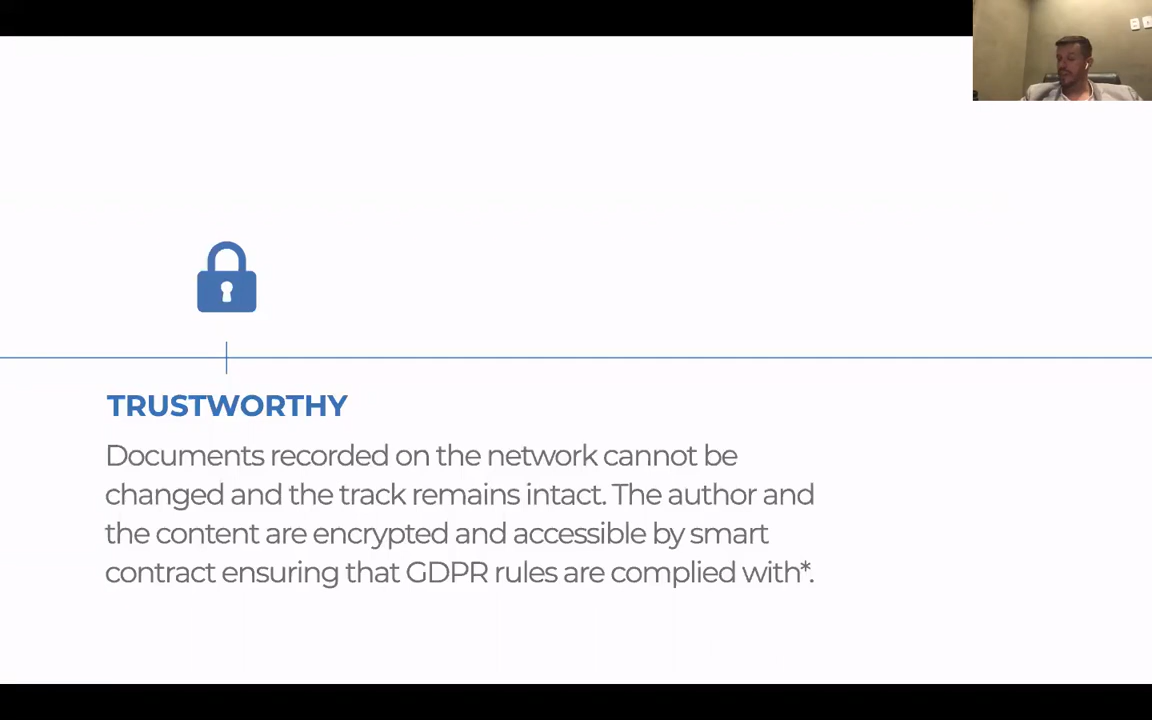 TRUSTWORTHY
Documents recorded on the network cannot be
changed and the track remains intact. The author and
the content are encrypted and accessible by smart
contract ensuring that GDPR rules are complied with*.